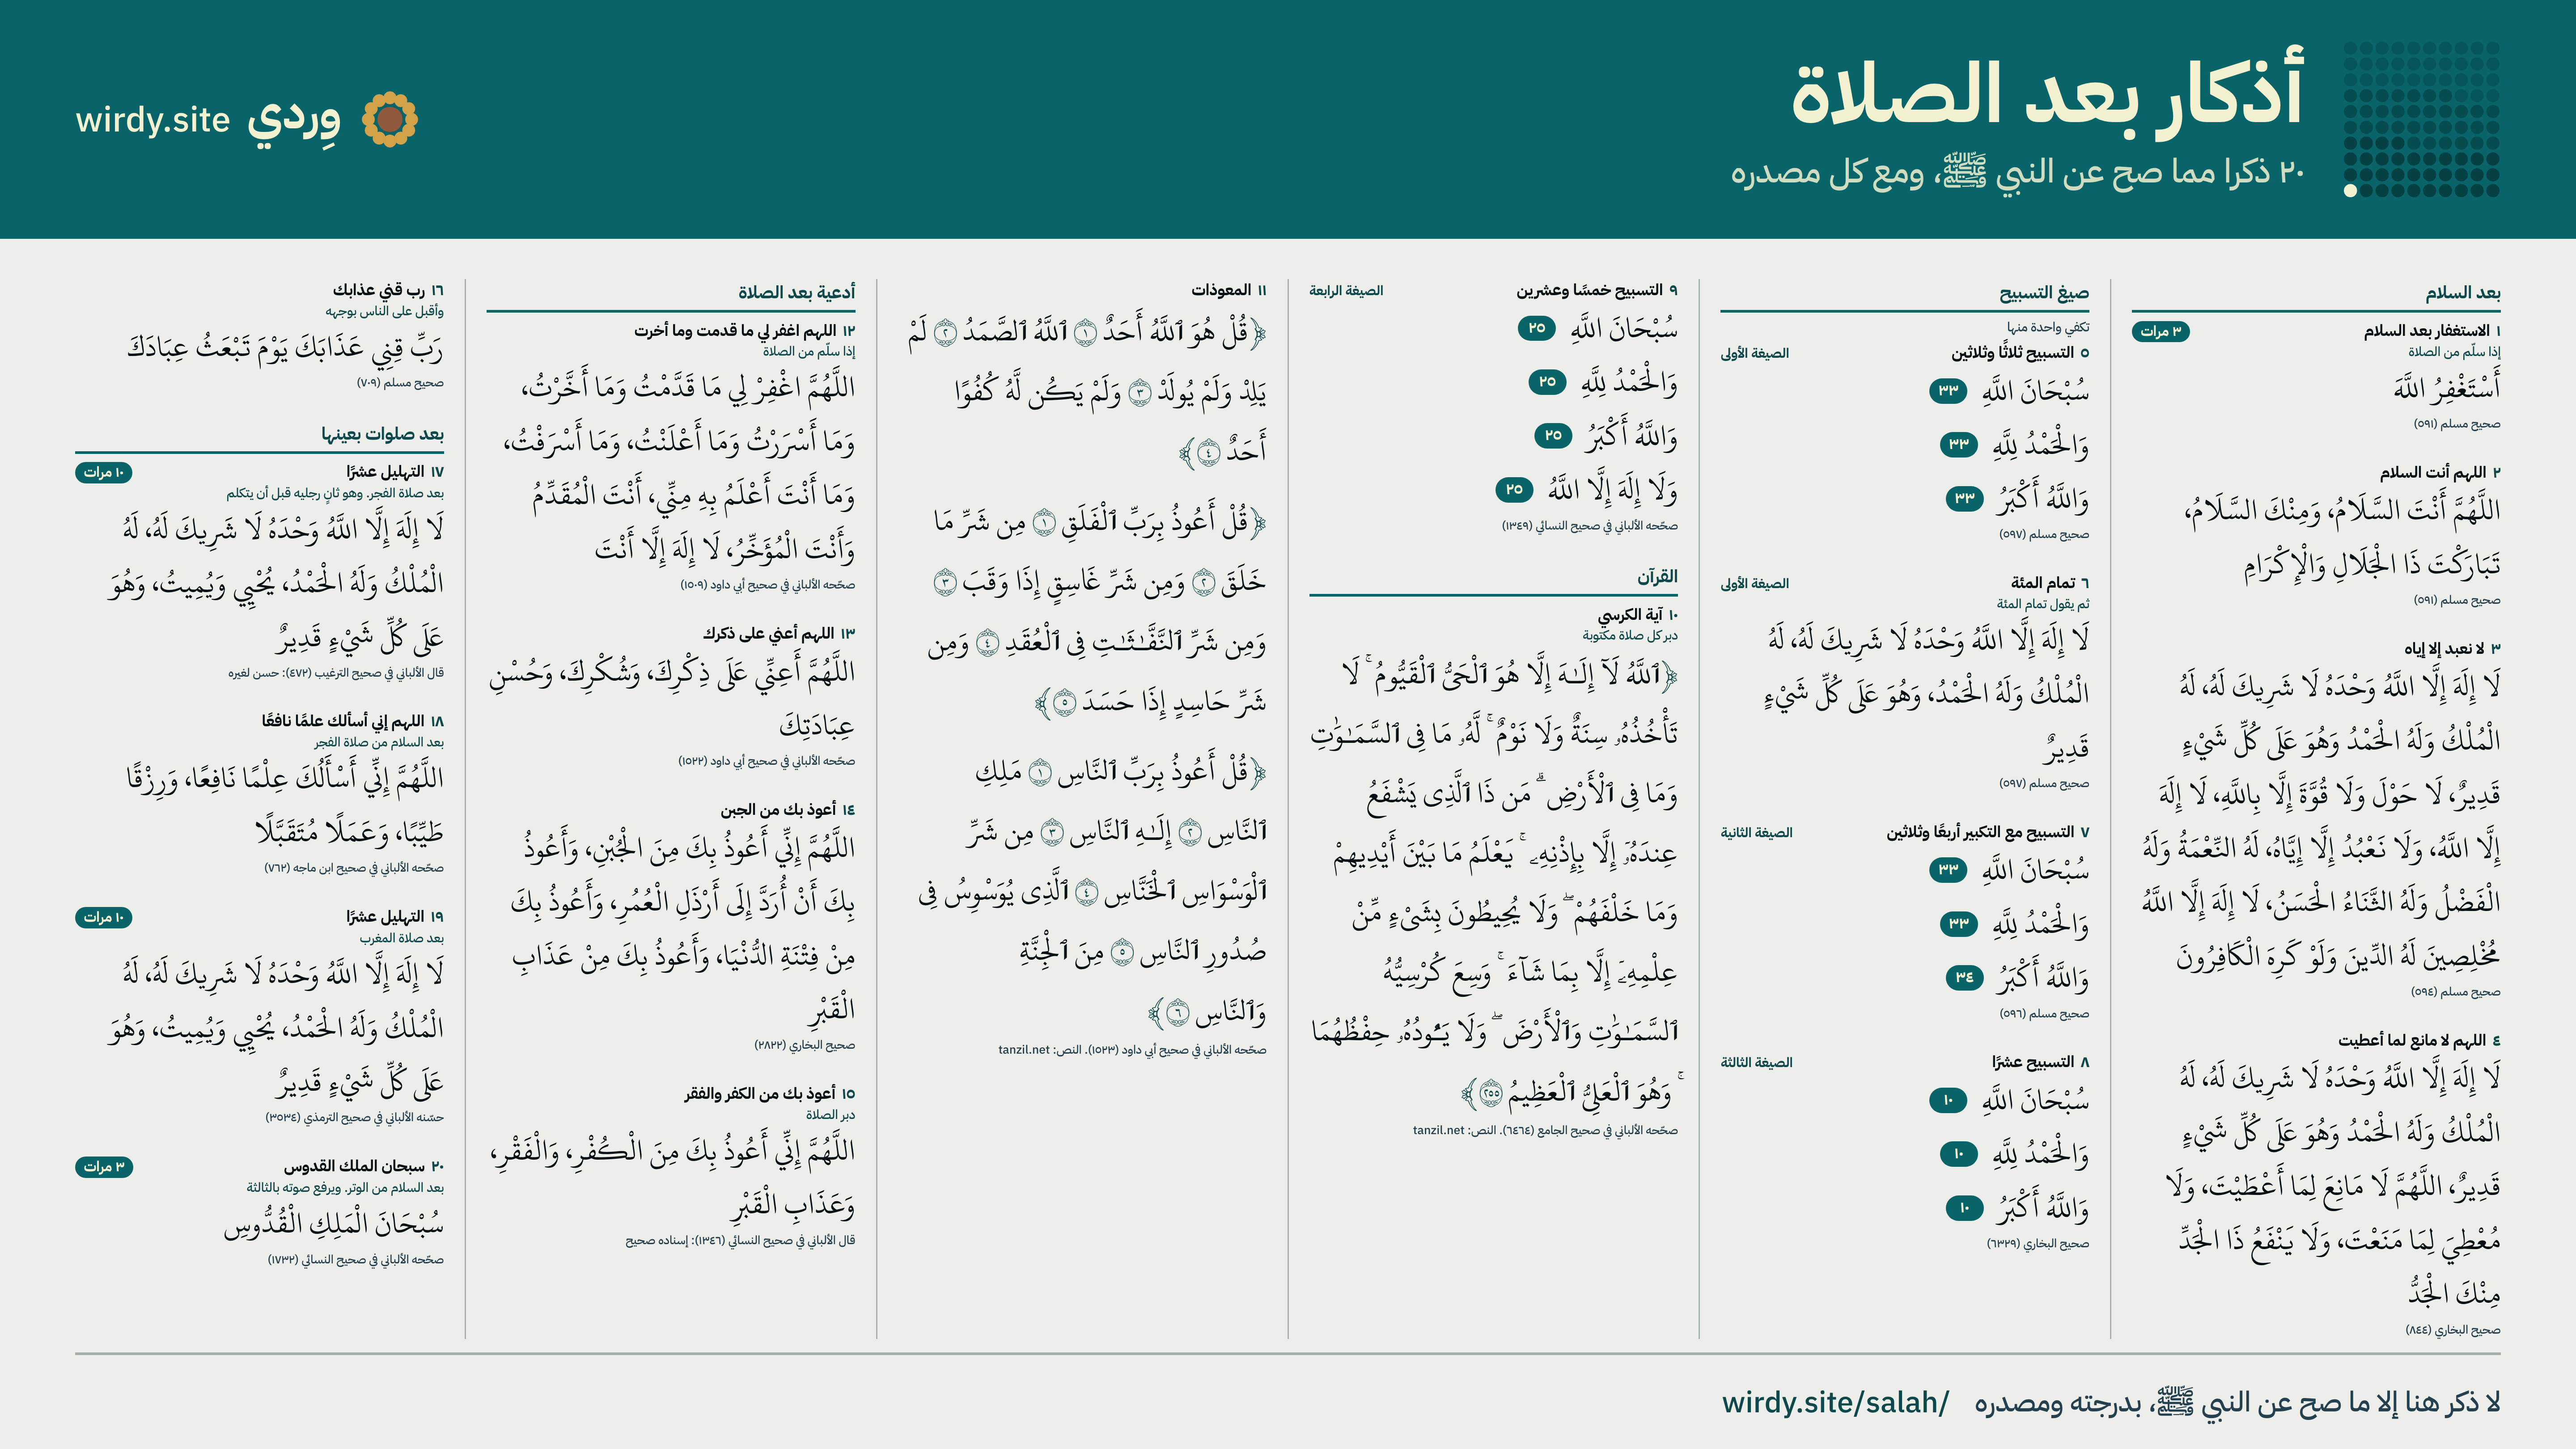 أذكار بعد الصلاة
٢٠ ذكرا مما صح عن النبي ﷺ، ومع كل مصدره
وِردي wirdy.site
بعد السلام
١ الاستغفار بعد السلام ٣ مرات
إذا سلّم من الصلاة
أَسْتَغْفِرُ اللَّهَ
صحيح مسلم (٥٩١)
٢ اللهم أنت السلام
اللَّهُمَّ أَنْتَ السَّلَامُ، وَمِنْكَ السَّلَامُ،
تَبَارَكْتَ ذَا الْجَلَالِ وَالْإِكْرَامِ
صحيح مسلم (٥٩١)
٣ لا نعبد إلا إياه
لَا إِلَهَ إِلَّا اللَّهُ وَحْدَهُ لَا شَرِيكَ لَهُ، لَهُ
الْمُلْكُ وَلَهُ الْحَمْدُ وَهُوَ عَلَى كُلِّ شَيْءٍ
قَدِيرٌ، لَا حَوْلَ وَلَا قُوَّةَ إِلَّا بِاللَّهِ، لَا إِلَهَ
إِلَّا اللَّهُ، وَلَا نَعْبُدُ إِلَّا إِيَّاهُ، لَهُ النِّعْمَةُ وَلَهُ
الْفَضْلُ وَلَهُ الثَّنَاءُ الْحَسَنُ، لَا إِلَهَ إِلَّا اللَّهُ
مُخْلِصِينَ لَهُ الدِّينَ وَلَوْ كَرِهَ الْكَافِرُونَ
صحيح مسلم (٥٩٤)
٤ اللهم لا مانع لما أعطيت
لَا إِلَهَ إِلَّا اللَّهُ وَحْدَهُ لَا شَرِيكَ لَهُ، لَهُ
الْمُلْكُ وَلَهُ الْحَمْدُ وَهُوَ عَلَى كُلِّ شَيْءٍ
قَدِيرٌ، اللَّهُمَّ لَا مَانِعَ لِمَا أَعْطَيْتَ، وَلَا
مُعْطِيَ لِمَا مَنَعْتَ، وَلَا يَنْفَعُ ذَا الْجَدِّ
مِنْكَ الْجَدُّ
صحيح البخاري (٨٤٤)
صيغ التسبيح
تكفي واحدة منها
٥ التسبيح ثلاثًا وثلاثين الصيغة الأولى
سُبْحَانَ اللَّهِ ٣٣
وَالْحَمْدُ لِلَّهِ ٣٣
وَاللَّهُ أَكْبَرُ ٣٣
صحيح مسلم (٥٩٧)
٦ تمام المئة الصيغة الأولى
ثم يقول تمام المئة
لَا إِلَهَ إِلَّا اللَّهُ وَحْدَهُ لَا شَرِيكَ لَهُ، لَهُ
الْمُلْكُ وَلَهُ الْحَمْدُ، وَهُوَ عَلَى كُلِّ شَيْءٍ
قَدِيرٌ
صحيح مسلم (٥٩٧)
٧ التسبيح مع التكبير أربعًا وثلاثين الصيغة الثانية
سُبْحَانَ اللَّهِ ٣٣
وَالْحَمْدُ لِلَّهِ ٣٣
وَاللَّهُ أَكْبَرُ ٣٤
صحيح مسلم (٥٩٦)
٨ التسبيح عشرًا الصيغة الثالثة
سُبْحَانَ اللَّهِ ١٠
وَالْحَمْدُ لِلَّهِ ١٠
وَاللَّهُ أَكْبَرُ ١٠
صحيح البخاري (٦٣٢٩)
٩ التسبيح خمسًا وعشرين الصيغة الرابعة
سُبْحَانَ اللَّهِ ٢٥
وَالْحَمْدُ لِلَّهِ ٢٥
وَاللَّهُ أَكْبَرُ ٢٥
وَلَا إِلَهَ إِلَّا اللَّهُ ٢٥
صحّحه الألباني في صحيح النسائي (١٣٤٩)
القرآن
١٠ آية الكرسي
دبر كل صلاة مكتوبة
﴿ٱللَّهُ لَآ إِلَـٰهَ إِلَّا هُوَ ٱلْحَىُّ ٱلْقَيُّومُ ۚ لَا
تَأْخُذُهُۥ سِنَةٌ وَلَا نَوْمٌ ۚ لَّهُۥ مَا فِى ٱلسَّمَـٰوَٰتِ
وَمَا فِى ٱلْأَرْضِ ۗ مَن ذَا ٱلَّذِى يَشْفَعُ
عِندَهُۥٓ إِلَّا بِإِذْنِهِۦ ۚ يَعْلَمُ مَا بَيْنَ أَيْدِيهِمْ
وَمَا خَلْفَهُمْ ۖ وَلَا يُحِيطُونَ بِشَىْءٍ مِّنْ
عِلْمِهِۦٓ إِلَّا بِمَا شَآءَ ۚ وَسِعَ كُرْسِيُّهُ
ٱلسَّمَـٰوَٰتِ وَٱلْأَرْضَ ۖ وَلَا يَـُٔودُهُۥ حِفْظُهُمَا
ۚ وَهُوَ ٱلْعَلِىُّ ٱلْعَظِيمُ ٢٥٥﴾
صحّحه الألباني في صحيح الجامع (٦٤٦٤). النص: tanzil.net
١١ المعوذات
﴿قُلْ هُوَ ٱللَّهُ أَحَدٌ ١ ٱللَّهُ ٱلصَّمَدُ ٢ لَمْ
يَلِدْ وَلَمْ يُولَدْ ٣ وَلَمْ يَكُن لَّهُ كُفُوًا
أَحَدٌ ٤﴾
﴿قُلْ أَعُوذُ بِرَبِّ ٱلْفَلَقِ ١ مِن شَرِّ مَا
خَلَقَ ٢ وَمِن شَرِّ غَاسِقٍ إِذَا وَقَبَ ٣
وَمِن شَرِّ ٱلنَّفَّـٰثَـٰتِ فِى ٱلْعُقَدِ ٤ وَمِن
شَرِّ حَاسِدٍ إِذَا حَسَدَ ٥﴾
﴿قُلْ أَعُوذُ بِرَبِّ ٱلنَّاسِ ١ مَلِكِ
ٱلنَّاسِ ٢ إِلَـٰهِ ٱلنَّاسِ ٣ مِن شَرِّ
ٱلْوَسْوَاسِ ٱلْخَنَّاسِ ٤ ٱلَّذِى يُوَسْوِسُ فِى
صُدُورِ ٱلنَّاسِ ٥ مِنَ ٱلْجِنَّةِ
وَٱلنَّاسِ ٦﴾
صحّحه الألباني في صحيح أبي داود (١٥٢٣). النص: tanzil.net
أدعية بعد الصلاة
١٢ اللهم اغفر لي ما قدمت وما أخرت
إذا سلّم من الصلاة
اللَّهُمَّ اغْفِرْ لِي مَا قَدَّمْتُ وَمَا أَخَّرْتُ،
وَمَا أَسْرَرْتُ وَمَا أَعْلَنْتُ، وَمَا أَسْرَفْتُ،
وَمَا أَنْتَ أَعْلَمُ بِهِ مِنِّي، أَنْتَ الْمُقَدِّمُ
وَأَنْتَ الْمُؤَخِّرُ، لَا إِلَهَ إِلَّا أَنْتَ
صحّحه الألباني في صحيح أبي داود (١٥٠٩)
١٣ اللهم أعني على ذكرك
اللَّهُمَّ أَعِنِّي عَلَى ذِكْرِكَ، وَشُكْرِكَ، وَحُسْنِ
عِبَادَتِكَ
صحّحه الألباني في صحيح أبي داود (١٥٢٢)
١٤ أعوذ بك من الجبن
اللَّهُمَّ إِنِّي أَعُوذُ بِكَ مِنَ الْجُبْنِ، وَأَعُوذُ
بِكَ أَنْ أُرَدَّ إِلَى أَرْذَلِ الْعُمُرِ، وَأَعُوذُ بِكَ
مِنْ فِتْنَةِ الدُّنْيَا، وَأَعُوذُ بِكَ مِنْ عَذَابِ
الْقَبْرِ
صحيح البخاري (٢٨٢٢)
١٥ أعوذ بك من الكفر والفقر
دبر الصلاة
اللَّهُمَّ إِنِّي أَعُوذُ بِكَ مِنَ الْكُفْرِ، وَالْفَقْرِ،
وَعَذَابِ الْقَبْرِ
قال الألباني في صحيح النسائي (١٣٤٦): إسناده صحيح
١٦ رب قني عذابك
وأقبل على الناس بوجهه
رَبِّ قِنِي عَذَابَكَ يَوْمَ تَبْعَثُ عِبَادَكَ
صحيح مسلم (٧٠٩)
بعد صلوات بعينها
١٧ التهليل عشرًا ١٠ مرات
بعد صلاة الفجر. وهو ثانٍ رجليه قبل أن يتكلم
لَا إِلَهَ إِلَّا اللَّهُ وَحْدَهُ لَا شَرِيكَ لَهُ، لَهُ
الْمُلْكُ وَلَهُ الْحَمْدُ، يُحْيِي وَيُمِيتُ، وَهُوَ
عَلَى كُلِّ شَيْءٍ قَدِيرٌ
قال الألباني في صحيح الترغيب (٤٧٢): حسن لغيره
١٨ اللهم إني أسألك علمًا نافعًا
بعد السلام من صلاة الفجر
اللَّهُمَّ إِنِّي أَسْأَلُكَ عِلْمًا نَافِعًا، وَرِزْقًا
طَيِّبًا، وَعَمَلًا مُتَقَبَّلًا
صحّحه الألباني في صحيح ابن ماجه (٧٦٢)
١٩ التهليل عشرًا ١٠ مرات
بعد صلاة المغرب
لَا إِلَهَ إِلَّا اللَّهُ وَحْدَهُ لَا شَرِيكَ لَهُ، لَهُ
الْمُلْكُ وَلَهُ الْحَمْدُ، يُحْيِي وَيُمِيتُ، وَهُوَ
عَلَى كُلِّ شَيْءٍ قَدِيرٌ
حسّنه الألباني في صحيح الترمذي (٣٥٣٤)
٢٠ سبحان الملك القدوس ٣ مرات
بعد السلام من الوتر. ويرفع صوته بالثالثة
سُبْحَانَ الْمَلِكِ الْقُدُّوسِ
صحّحه الألباني في صحيح النسائي (١٧٣٢)
لا ذكر هنا إلا ما صح عن النبي ﷺ، بدرجته ومصدره wirdy.site/salah/